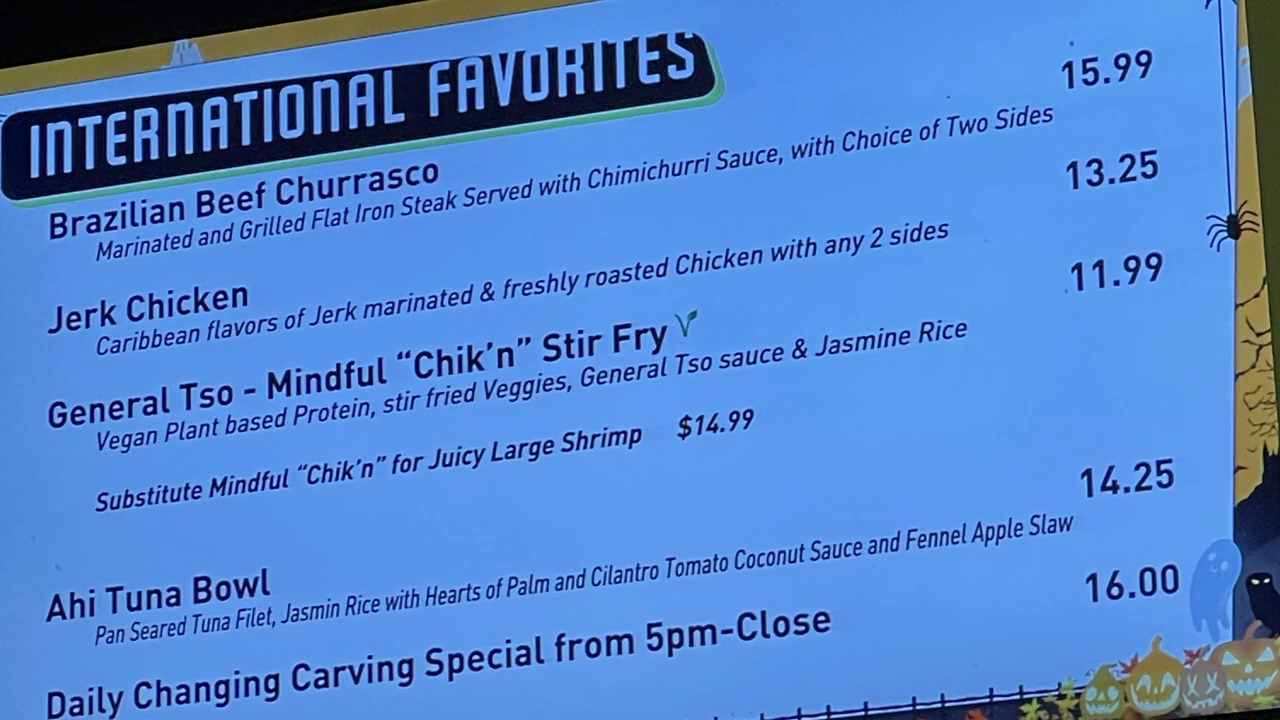 INTERNATIONAL FAVORITES
Brazilian Beef Churrasco 15.99
Marinated and Grilled Flat Iron Steak Served with Chimichurri Sauce, with Choice of Two Sides
Jerk Chicken 13.25
Caribbean flavors of Jerk marinated & freshly roasted Chicken with any 2 sides
General Tso - Mindful “Chik’n” Stir Fry 11.99
Vegan Plant based Protein, stir fried Veggies, General Tso sauce & Jasmine Rice
Substitute Mindful “Chik’n” for Juicy Large Shrimp $14.99
Ahi Tuna Bowl 14.25
Pan Seared Tuna Filet, Jasmin Rice with Hearts of Palm and Cilantro Tomato Coconut Sauce and Fennel Apple Slaw
Daily Changing Carving Special from 5pm-Close 16.00